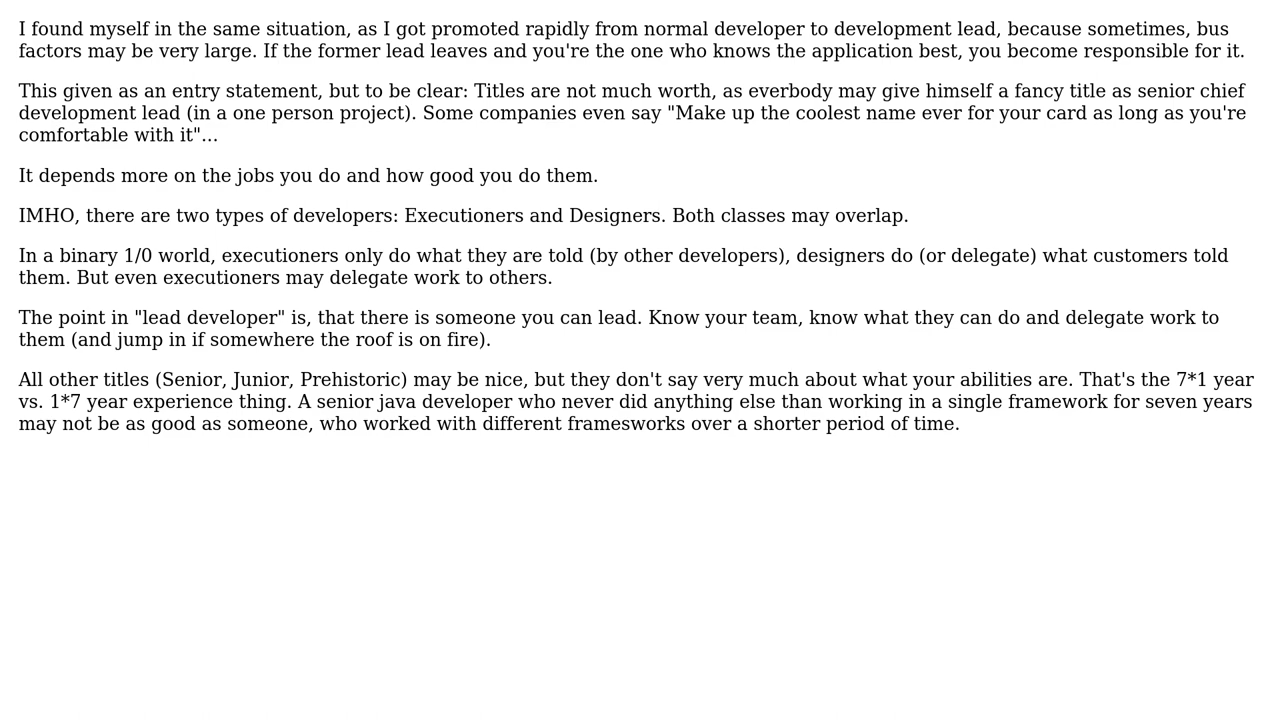 I found myself in the same situation, as I got promoted rapidly from normal developer to development lead, because sometimes, bus
factors may be very large. If the former lead leaves and you're the one who knows the application best, you become responsible for it.
This given as an entry statement, but to be clear: Titles are not much worth, as everbody may give himself a fancy title as senior chief
development lead (in a one person project). Some companies even say "Make up the coolest name ever for your card as long as you're
comfortable with it"...
It depends more on the jobs you do and how good you do them.
IMHO, there are two types of developers: Executioners and Designers. Both classes may overlap.
In a binary 1/0 world, executioners only do what they are told (by other developers), designers do (or delegate) what customers told
them. But even executioners may delegate work to others.
The point in "lead developer" is, that there is someone you can lead. Know your team, know what they can do and delegate work to
them (and jump in if somewhere the roof is on fire).
All other titles (Senior, Junior, Prehistoric) may be nice, but they don't say very much about what your abilities are. That's the 7*1 year
vs. 1*7 year experience thing. A senior java developer who never did anything else than working in a single framework for seven years
may not be as good as someone, who worked with different framesworks over a shorter period of time.